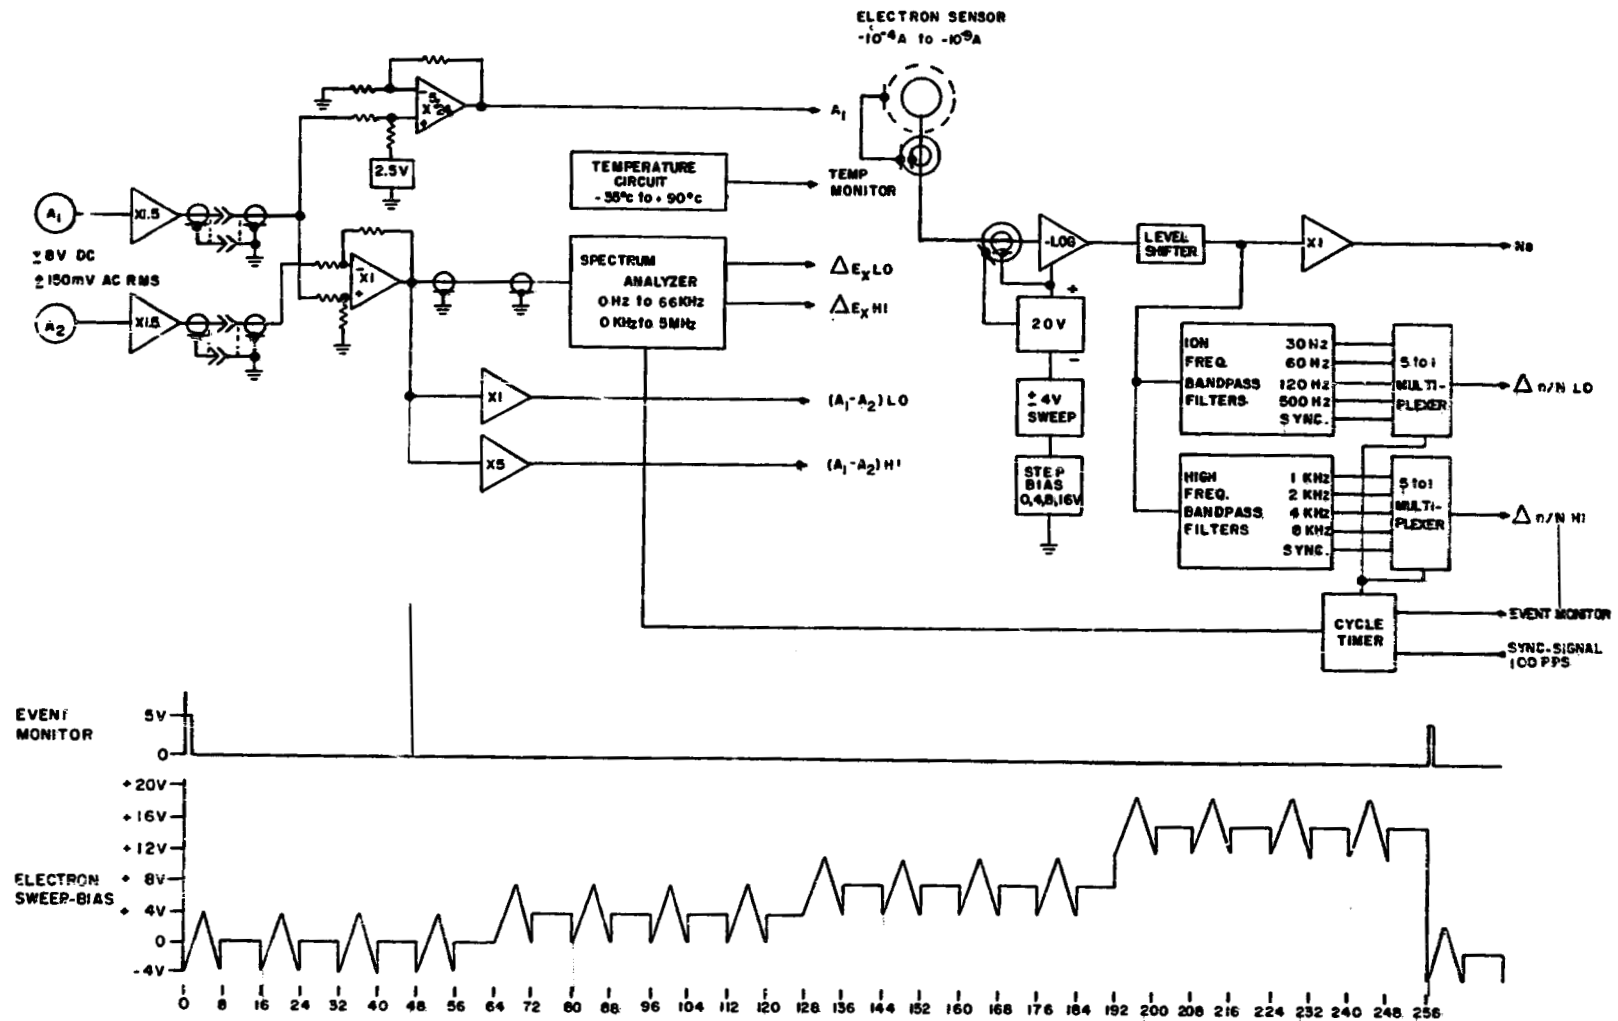 ELECTRON SENSOR
-10⁻⁴A to -10⁻⁹A
A₁
X1.5
± 8V DC
± 150mV AC RMS
A₂
X1.5
-
+
2.5V
A₁
TEMPERATURE
CIRCUIT
-35°c to + 90°c
TEMP
MONITOR
-
X1
+
SPECTRUM
ANALYZER
0 Hz to 66KHz
0 KHz to 5MHz
ΔEₓ LO
ΔEₓ HI
X1
(A₁-A₂) LO
X5
(A₁-A₂) HI
-LOG
+
20V
-
± 4V
SWEEP
STEP
BIAS
0,4,8,16V
LEVEL
SHIFTER
X1
Ne
ION
FREQ.
BANDPASS
FILTERS
30 Hz
60 Hz
120 Hz
500 Hz
SYNC.
5 to 1
MULTI-
PLEXER
Δ n/N LO
HIGH
FREQ.
BANDPASS
FILTERS
1 KHz
2 KHz
4 KHz
8 KHz
SYNC.
5 to 1
MULTI-
PLEXER
Δ n/N HI
CYCLE
TIMER
EVENT MONITOR
SYNC-SIGNAL
100 PPS
EVENT
MONITOR
5V
0
ELECTRON
SWEEP-BIAS
+ 20V
+ 16V
+ 12V
+ 8V
+ 4V
0
- 4V
0 8 16 24 32 40 48 56 64 72 80 88 96 104 112 120 128 136 144 152 160 168 176 184 192 200 208 216 224 232 240 248 256